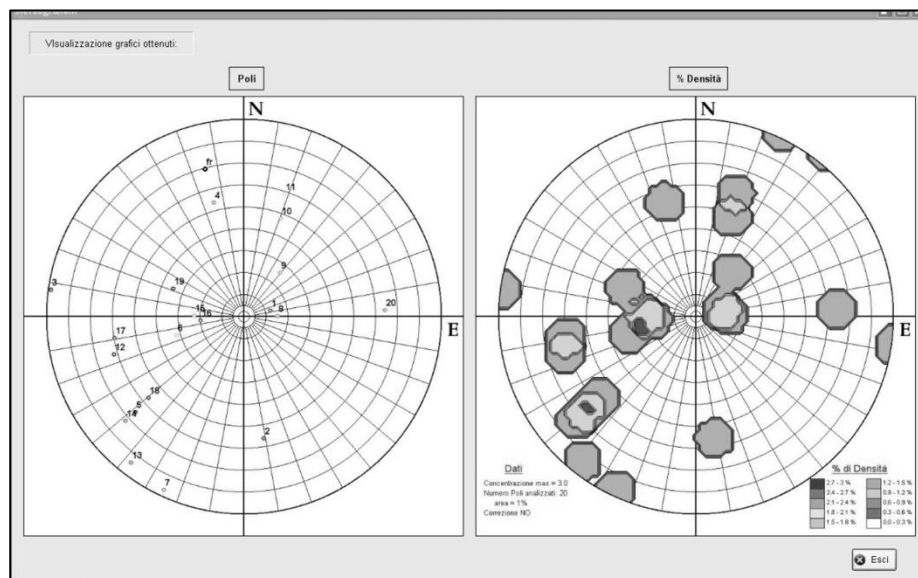 Stereogrammi
VIsualizzazione grafici ottenuti:
Poli
% Densità
N
fr
4
11
10
9
3
19
1
8
20
15
16
6
E
17
12
18
5
14
2
13
7
N
E
Dati
Concentrazione max = 3.0
Numero Poli analizzati: 20
area = 1%
Correzione NO
% di Densità
2.7 - 3 %
1.2 - 1.5 %
2.4 - 2.7 %
0.9 - 1.2 %
2.1 - 2.4 %
0.6 - 0.9 %
1.8 - 2.1 %
0.3 - 0.6 %
1.5 - 1.8 %
0.0 - 0.3 %
Esci